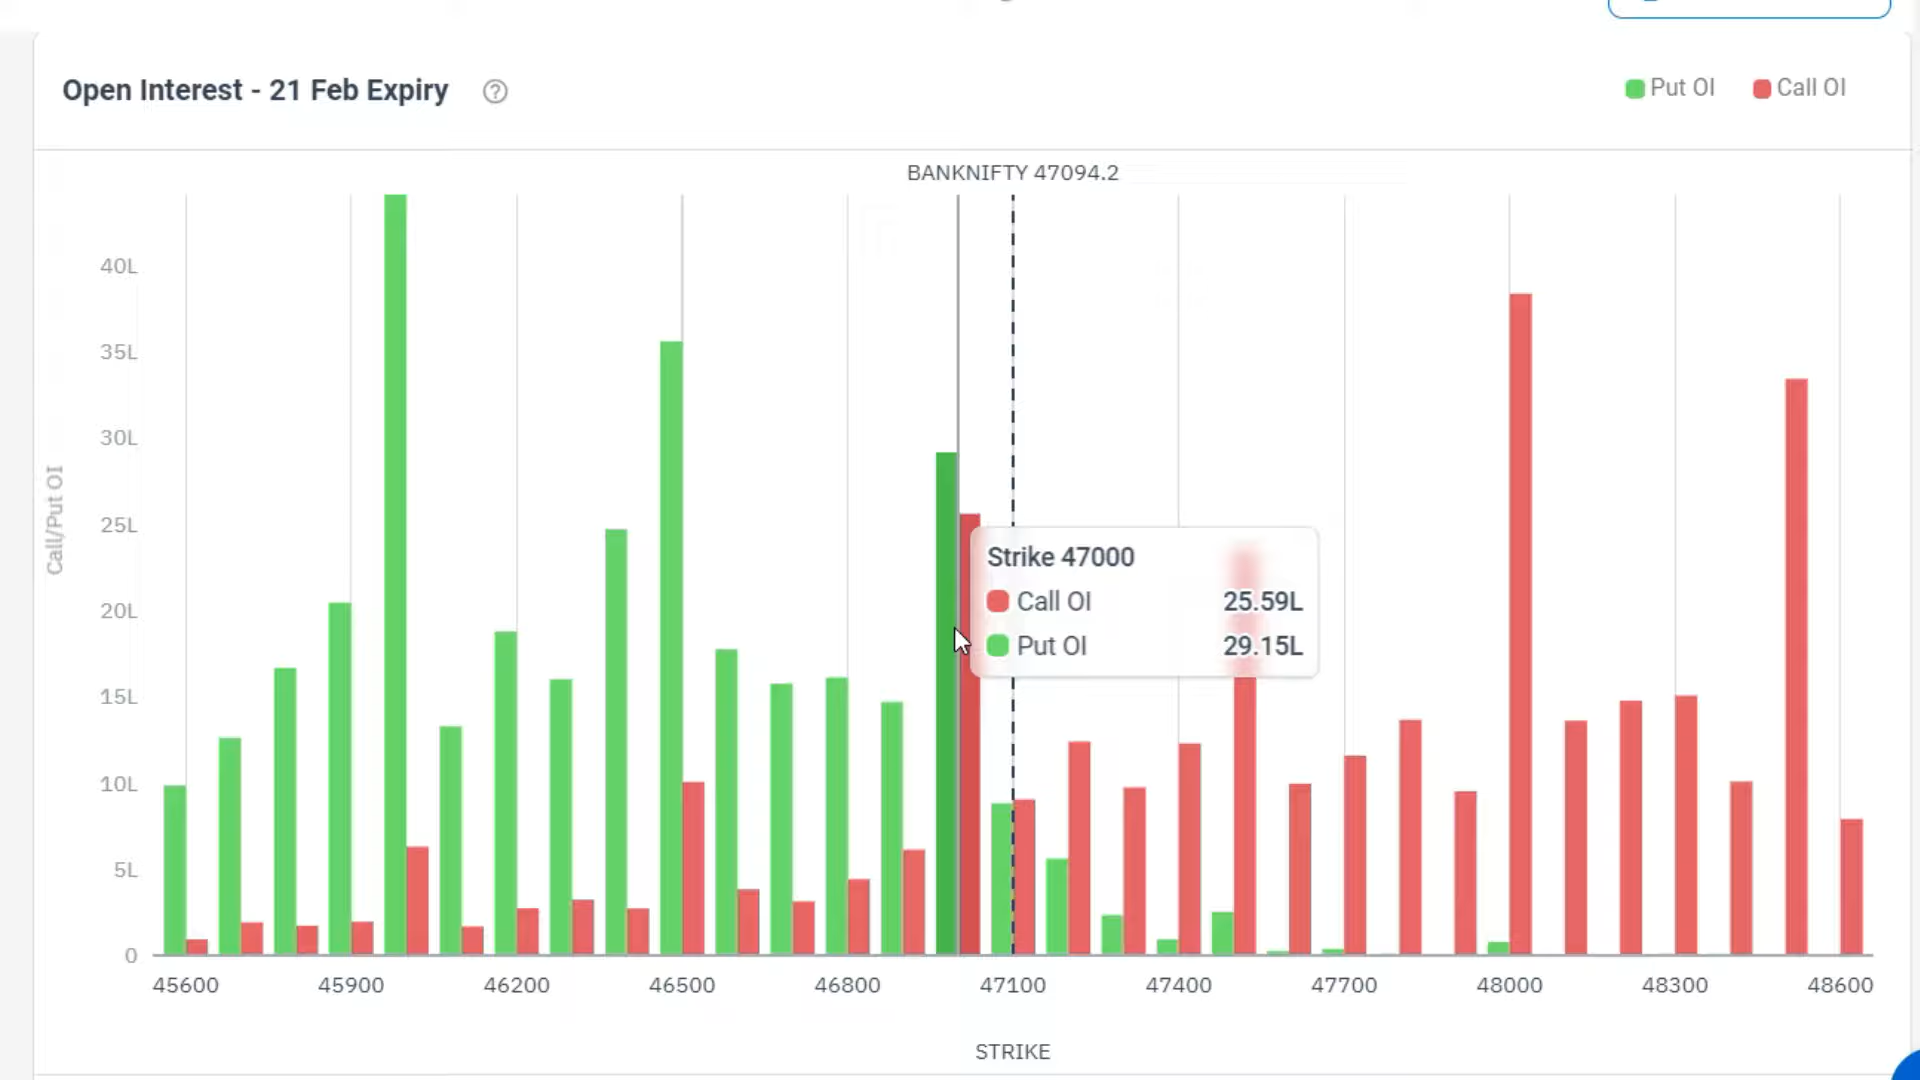 Open Interest - 21 Feb Expiry
Put OI
Call OI
BANKNIFTY 47094.2
Call/Put OI
40L
35L
30L
25L
20L
15L
10L
5L
0
Strike 47000
Call OI 25.59L
Put OI 29.15L
45600 45900 46200 46500 46800 47100 47400 47700 48000 48300 48600
STRIKE